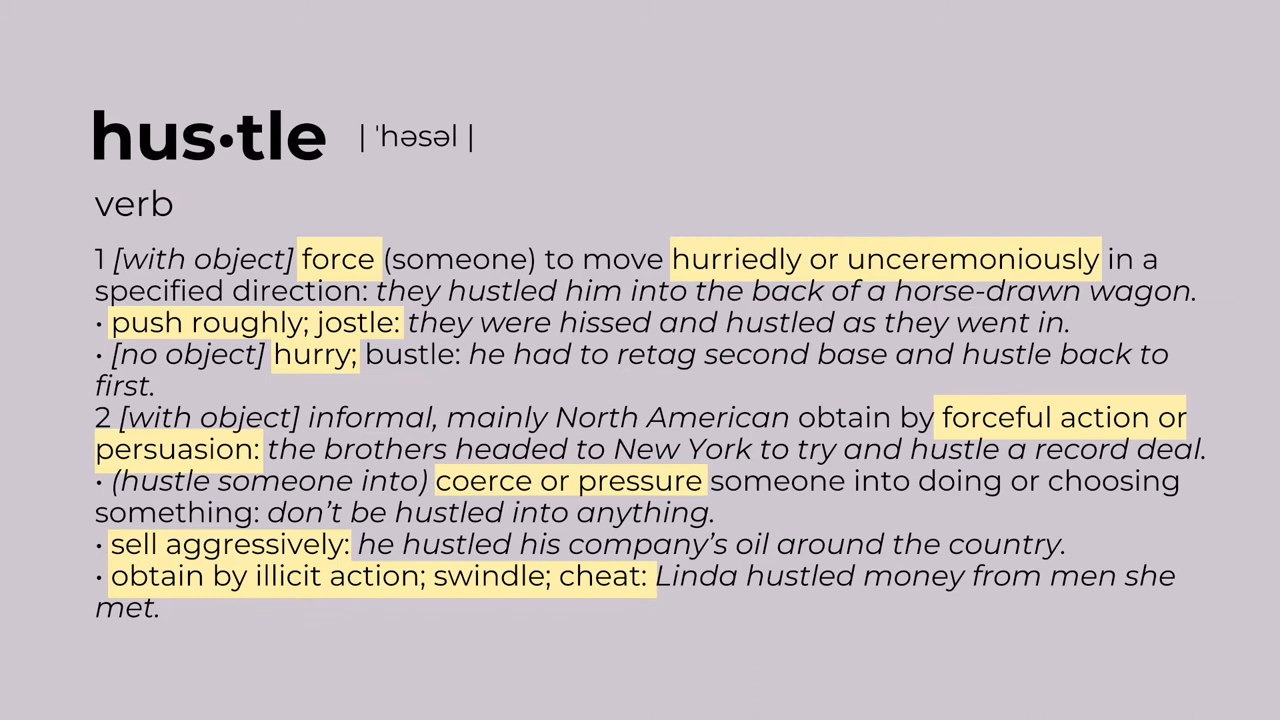 hus•tle | ˈhəsəl |
verb
1 [with object] force (someone) to move hurriedly or unceremoniously in a
specified direction: they hustled him into the back of a horse-drawn wagon.
• push roughly; jostle: they were hissed and hustled as they went in.
• [no object] hurry; bustle: he had to retag second base and hustle back to
first.
2 [with object] informal, mainly North American obtain by forceful action or
persuasion: the brothers headed to New York to try and hustle a record deal.
• (hustle someone into) coerce or pressure someone into doing or choosing
something: don’t be hustled into anything.
• sell aggressively: he hustled his company’s oil around the country.
• obtain by illicit action; swindle; cheat: Linda hustled money from men she
met.